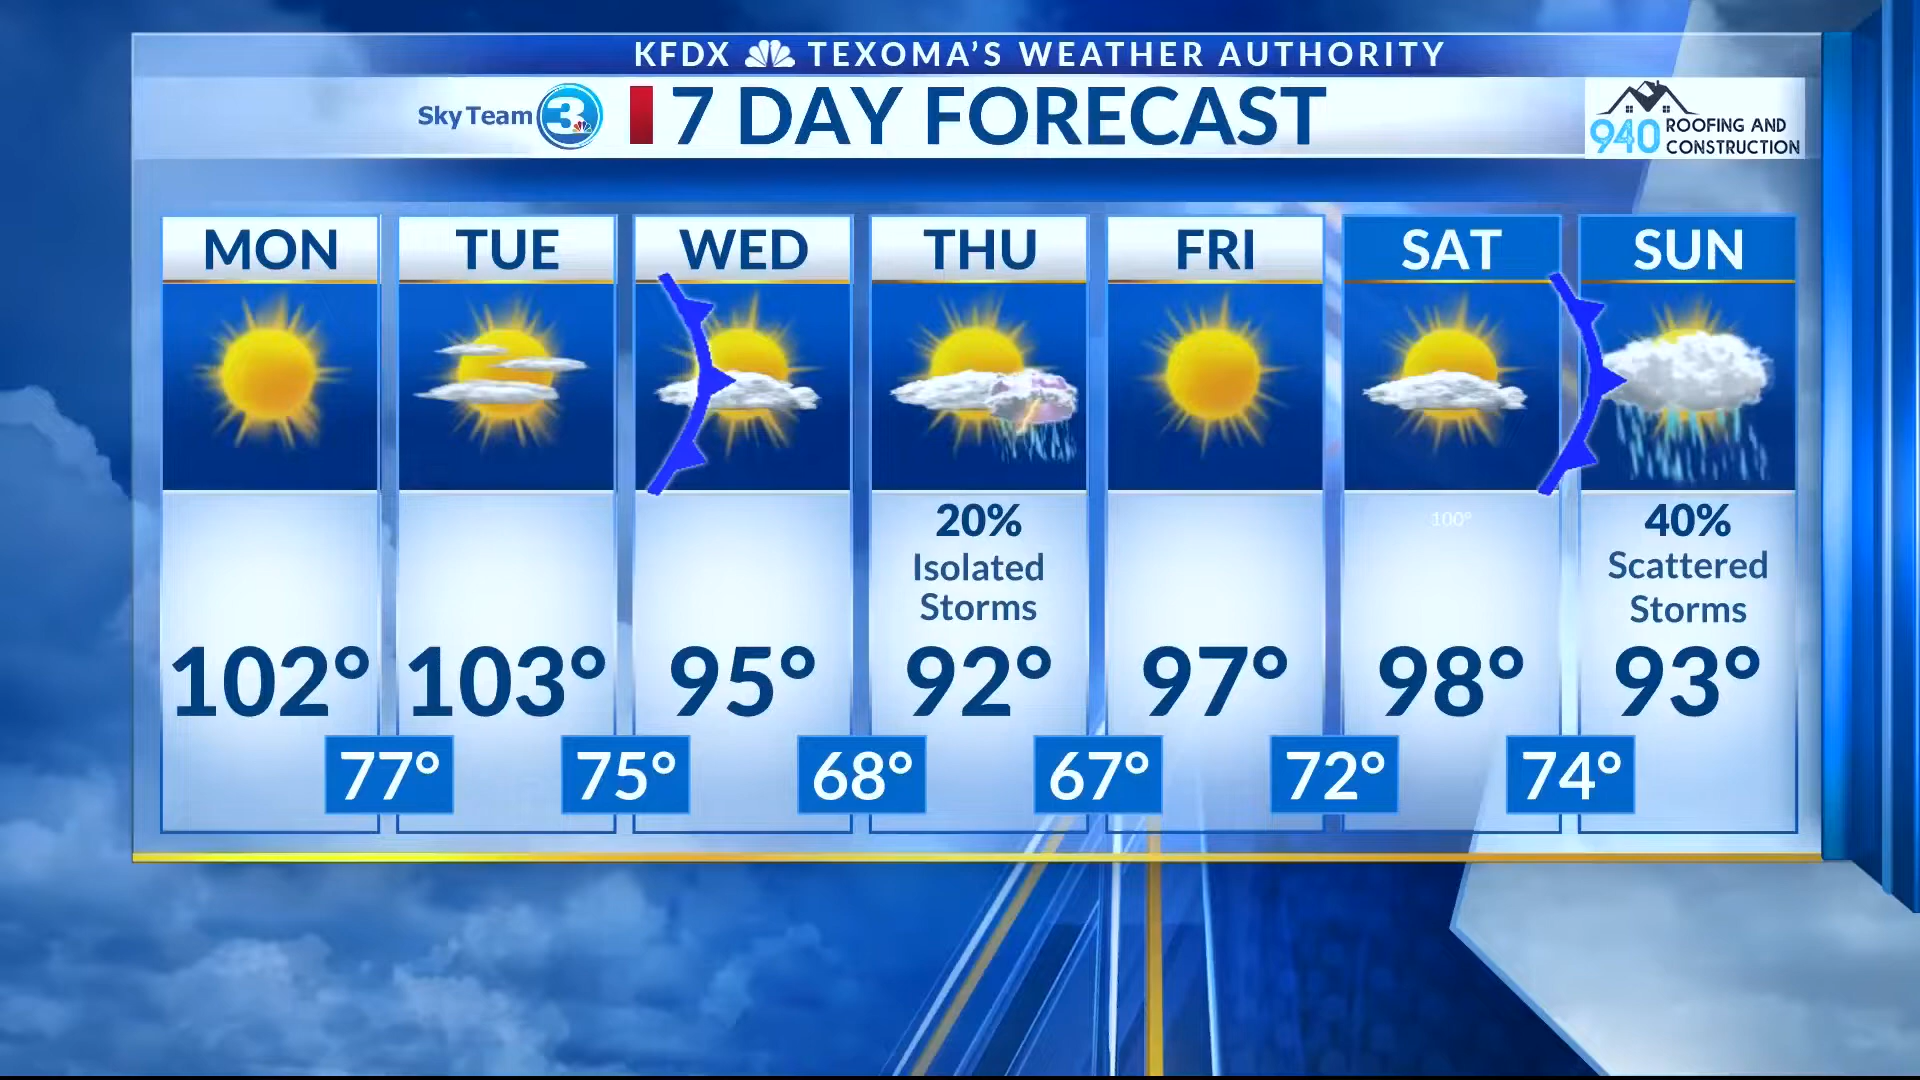 KFDX TEXOMA'S WEATHER AUTHORITY
Sky Team 3 7 DAY FORECAST
940 ROOFING AND CONSTRUCTION
MON TUE WED THU FRI SAT SUN
20% 100° 40%
Isolated Storms
Scattered Storms
102° 103° 95° 92° 97° 98° 93°
77° 75° 68° 67° 72° 74°